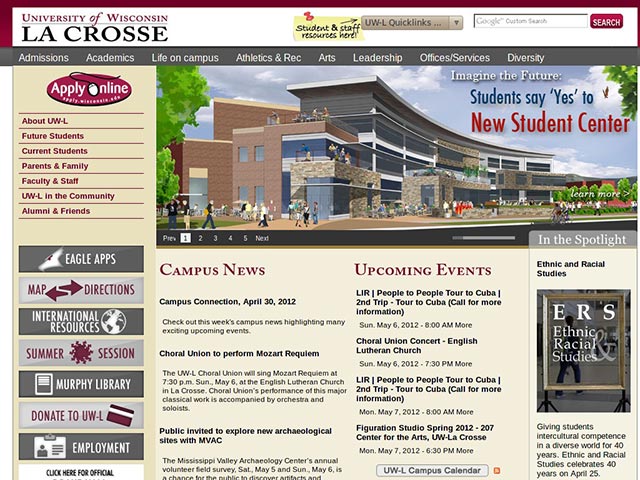 UNIVERSITY of WISCONSIN
LA CROSSE
Student & staff
resources here!
UW-L Quicklinks ...
Google™ Custom Search
SEARCH
Admissions Academics Life on campus Athletics & Rec Arts Leadership Offices/Services Diversity
Apply Online
apply.wisconsin.edu
About UW-L
Future Students
Current Students
Parents & Family
Faculty & Staff
UW-L in the Community
Alumni & Friends
EAGLE APPS
MAP DIRECTIONS
INTERNATIONAL
RESOURCES
SUMMER SESSION
MURPHY LIBRARY
DONATE TO UW-L
EMPLOYMENT
CLICK HERE FOR OFFICIAL
Imagine the Future:
Students say 'Yes' to
New Student Center
learn more >
Prev 1 2 3 4 5 Next
CAMPUS NEWS
Campus Connection, April 30, 2012
Check out this week's campus news highlighting many
exciting upcoming events.
Choral Union to perform Mozart Requiem
The UW-L Choral Union will sing Mozart Requiem at
7:30 p.m. Sun., May 6, at the English Lutheran Church
in La Crosse. Choral Union's performance of this major
classical work is accompanied by orchestra and
soloists.
Public invited to explore new archaeological
sites with MVAC
The Mississippi Valley Archaeology Center's annual
volunteer field survey, Sat., May 5 and Sun., May 6, is
a chance for the public to discover artifacts and
UPCOMING EVENTS
LIR | People to People Tour to Cuba |
2nd Trip - Tour to Cuba (Call for more
information)
Sun. May 6, 2012 - 8:00 AM More
Choral Union Concert - English
Lutheran Church
Sun. May 6, 2012 - 7:30 PM More
LIR | People to People Tour to Cuba |
2nd Trip - Tour to Cuba (Call for more
information)
Mon. May 7, 2012 - 8:00 AM More
Figuration Studio Spring 2012 - 207
Center for the Arts, UW-La Crosse
Mon. May 7, 2012 - 6:30 PM More
UW-L Campus Calendar
In the Spotlight
Ethnic and Racial
Studies
ERS
Ethnic
Racial &
Studies
Giving students
intercultural competence
in a diverse world for 40
years. Ethnic and Racial
Studies celebrates 40
years on April 25.